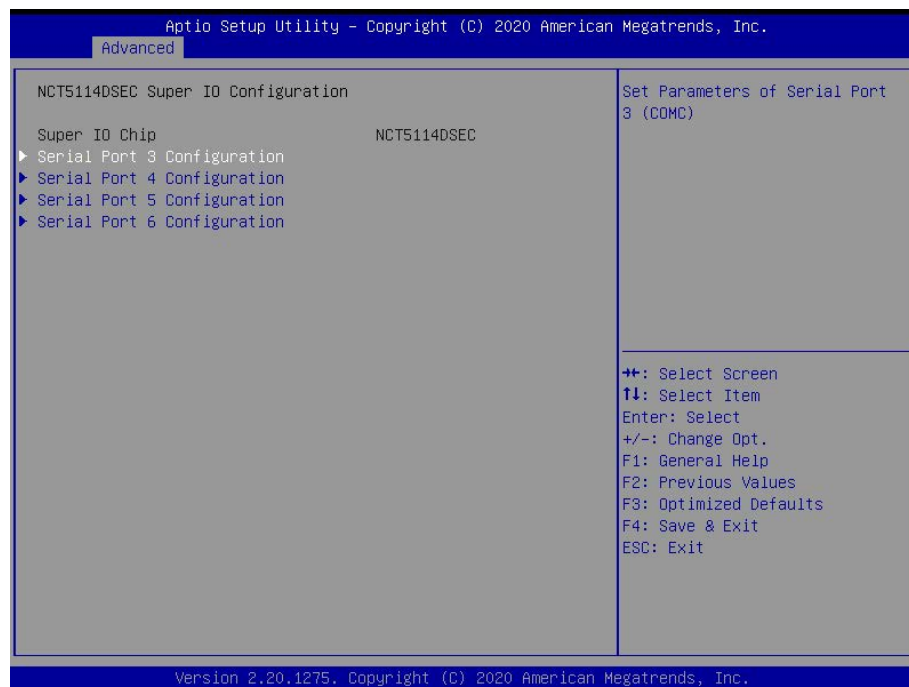 Aptio Setup Utility – Copyright (C) 2020 American Megatrends, Inc.
Advanced
NCT5114DSEC Super IO Configuration
Super IO Chip NCT5114DSEC
Serial Port 3 Configuration
Serial Port 4 Configuration
Serial Port 5 Configuration
Serial Port 6 Configuration
Set Parameters of Serial Port
3 (COMC)
→←: Select Screen
↑↓: Select Item
Enter: Select
+/-: Change Opt.
F1: General Help
F2: Previous Values
F3: Optimized Defaults
F4: Save & Exit
ESC: Exit
Version 2.20.1275. Copyright (C) 2020 American Megatrends, Inc.